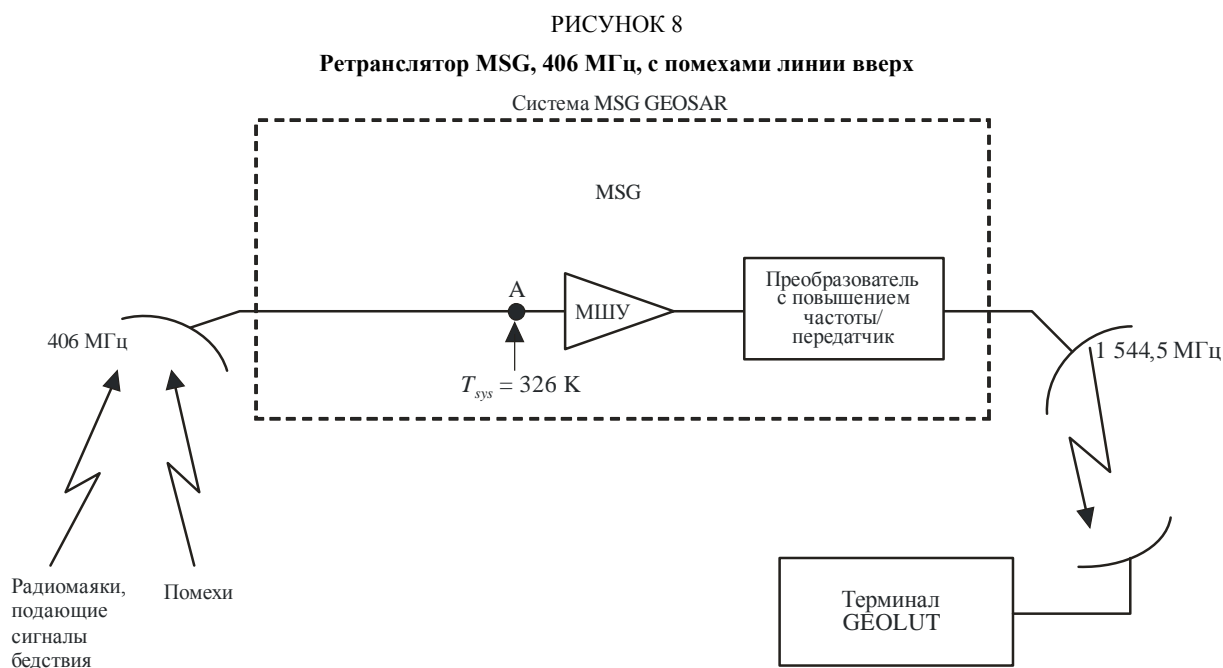 РИСУНОК 8
Ретранслятор MSG, 406 МГц, с помехами линии вверх
Система MSG GEOSAR
MSG
A
МШУ
Преобразователь
с повышением
частоты/
передатчик
406 МГц
1 544,5 МГц
Tsys = 326 K
Радиомаяки,
подающие
сигналы
бедствия
Помехи
Терминал
GEOLUT